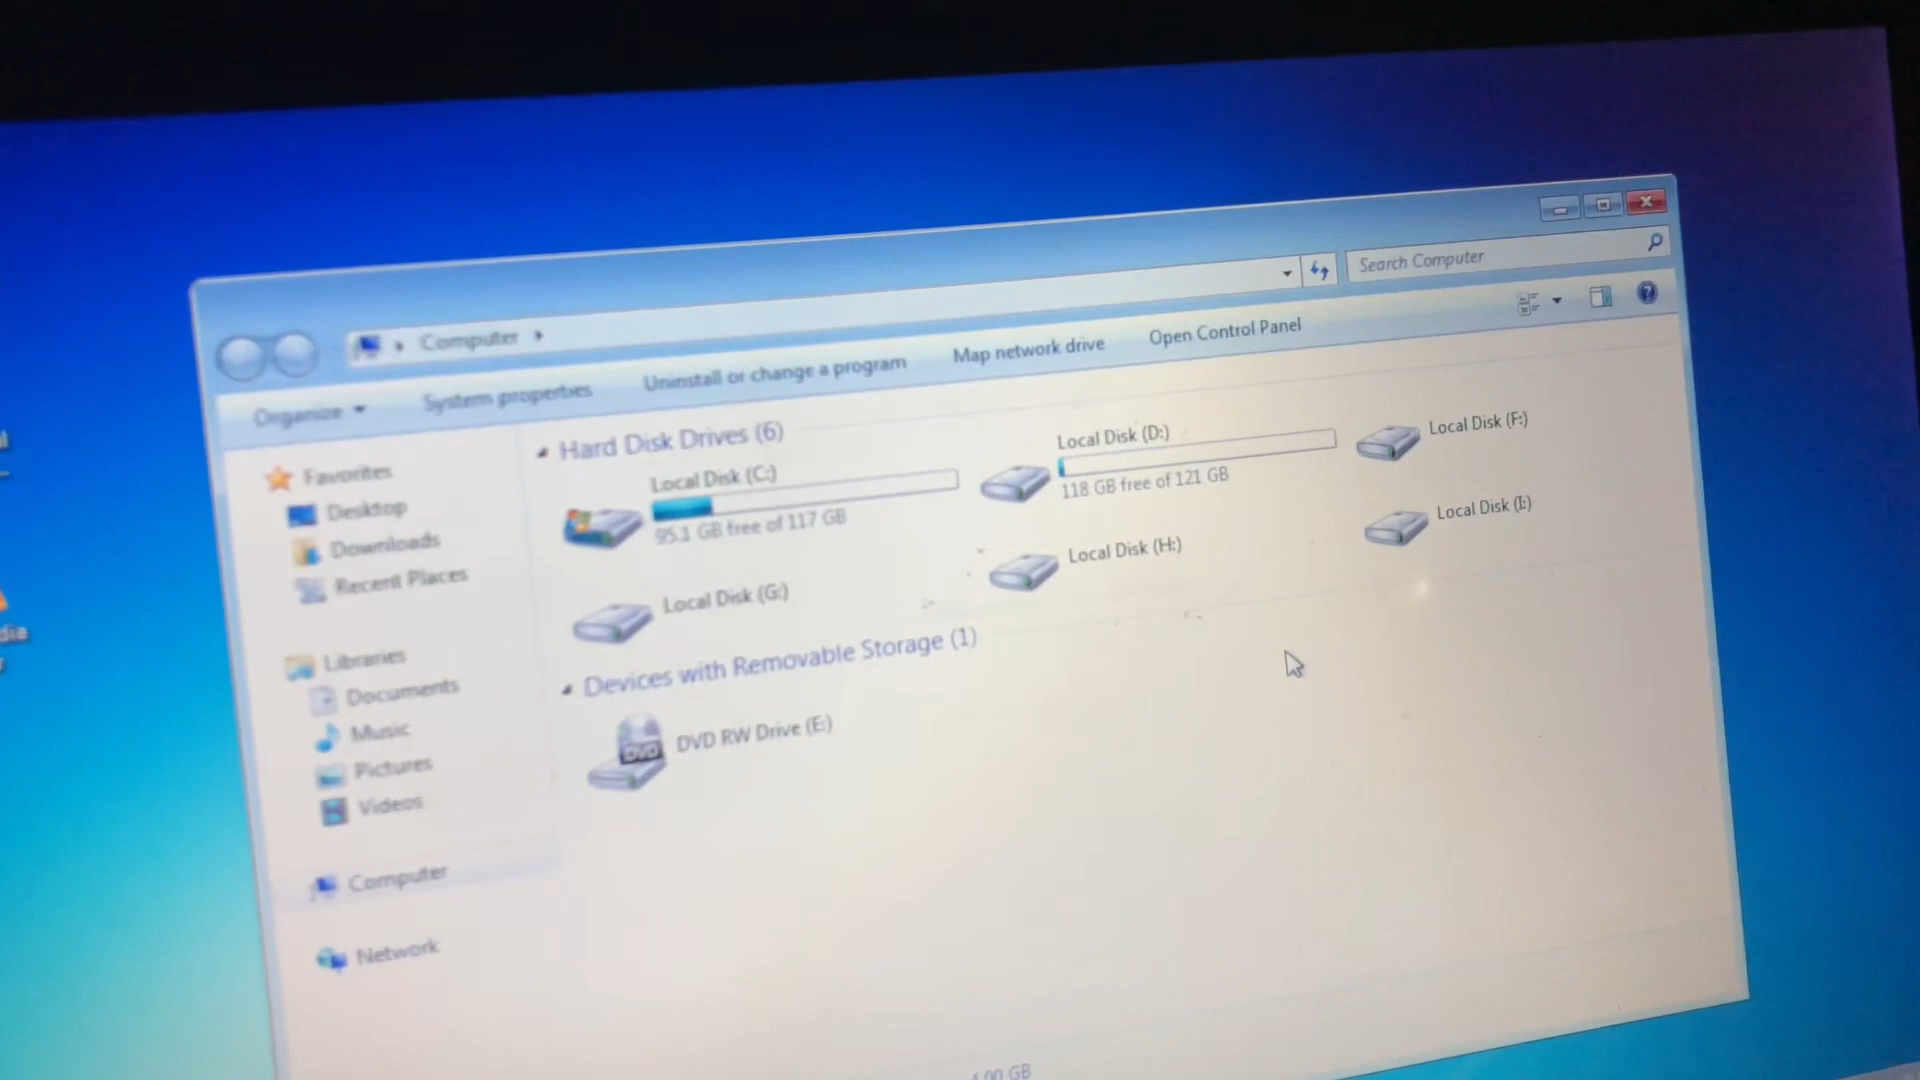 Search Computer
Computer
Organize
System properties
Uninstall or change a program
Map network drive
Open Control Panel
Favorites
Desktop
Downloads
Recent Places
Libraries
Documents
Music
Pictures
Videos
Computer
Network
Hard Disk Drives (6)
Local Disk (C:)
95.1 GB free of 117 GB
Local Disk (D:)
118 GB free of 121 GB
Local Disk (F:)
Local Disk (G:)
Local Disk (H:)
Local Disk (I:)
Devices with Removable Storage (1)
DVD
DVD RW Drive (E:)
4.00 GB